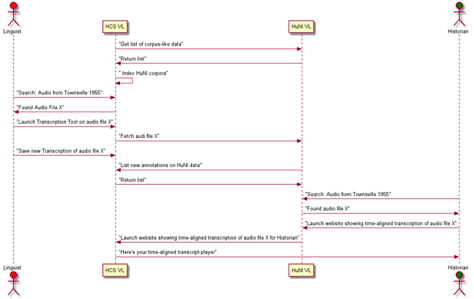 Linguist
HCS VL
HuNI VL
Historian
"Get list of corpus-like data"
"Return list"
" Index HuNI corpora"
"Search: Audio from Townsville 1955"
"Found Audio File X"
"Launch Transcription Tool on audio file X"
"Fetch audi file X"
"Save new Transcription of audio file X"
"List new annotations on HuNI data"
"Return list"
"Search: Audio from Townsville 1955"
"Found audio file X"
"Launch website showing time-aligned transcription of audio file X"
"Launch website showing time-aligned transcription of audio file X for Historian"
"Here's your time-aligned transcript-player"
Linguist
HCS VL
HuNI VL
Historian